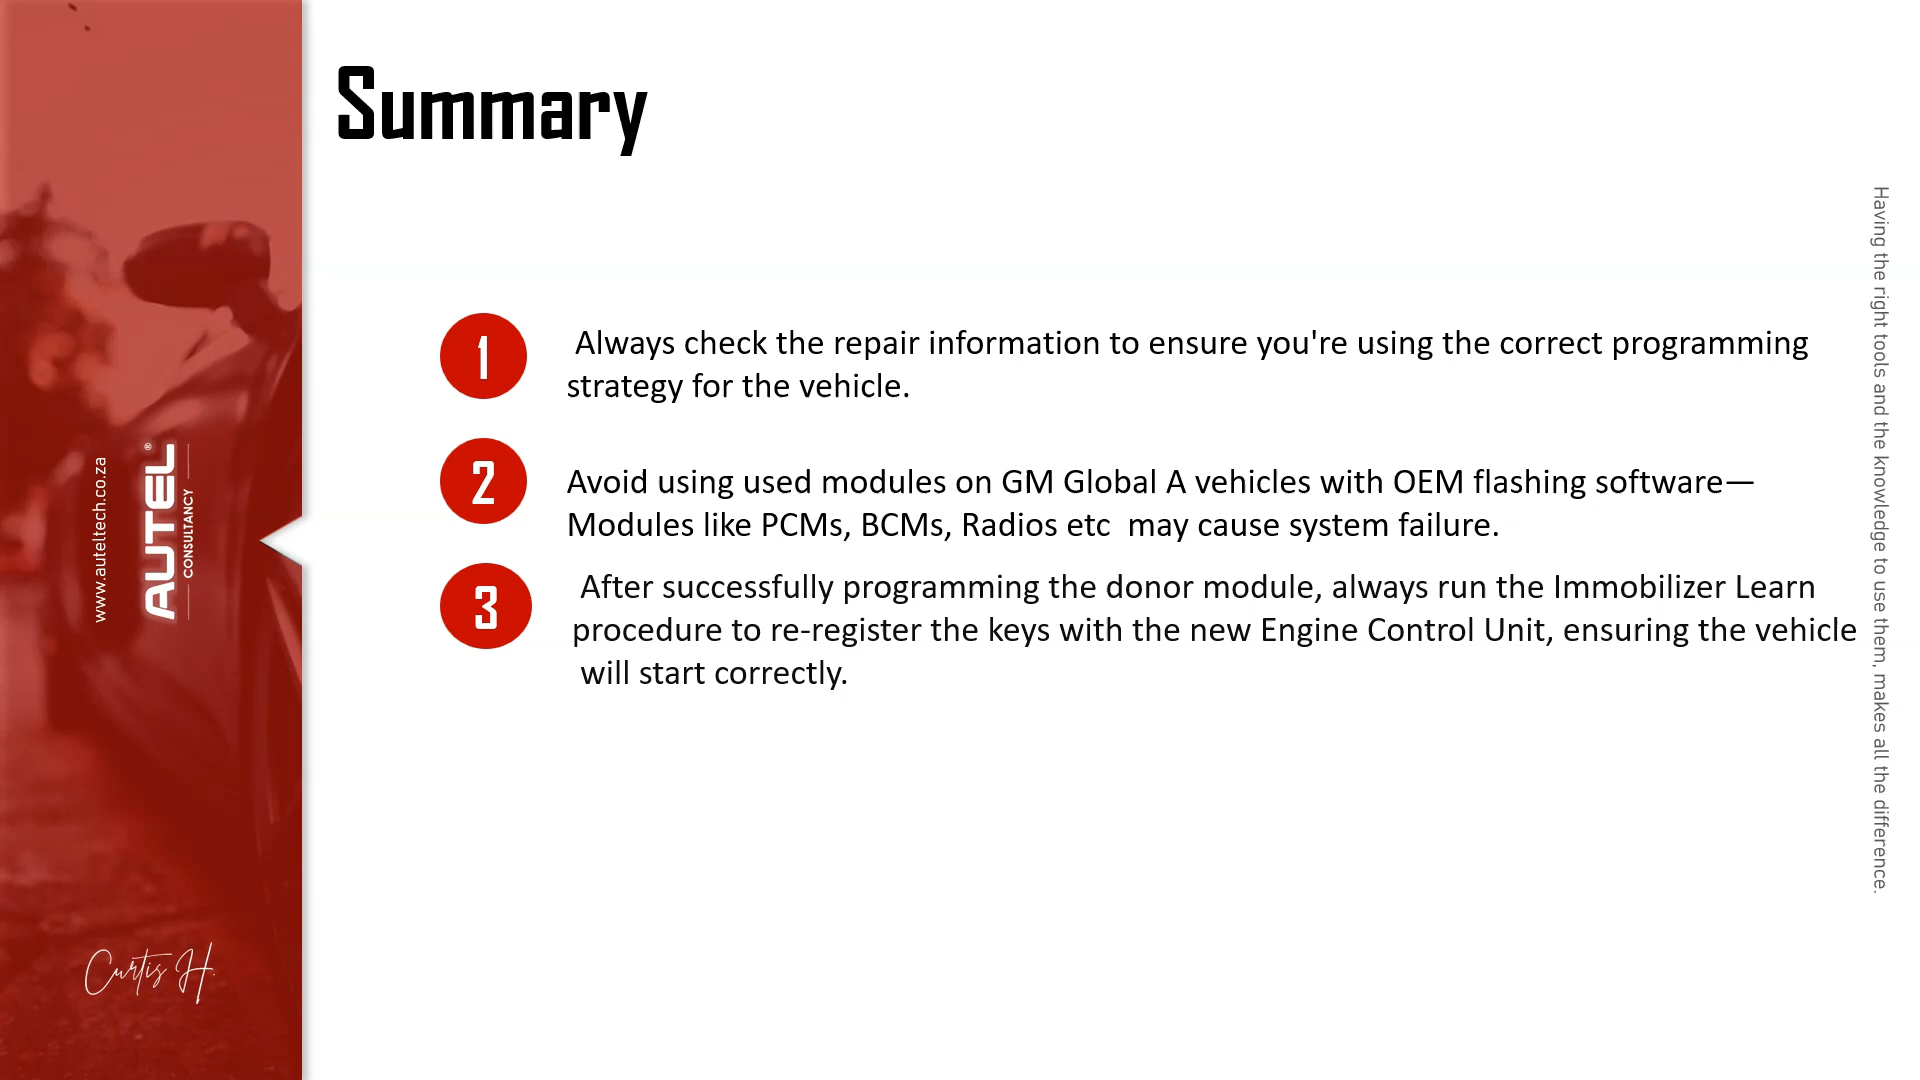 Summary
1
Always check the repair information to ensure you're using the correct programming
strategy for the vehicle.
2
Avoid using used modules on GM Global A vehicles with OEM flashing software—
Modules like PCMs, BCMs, Radios etc  may cause system failure.
3
After successfully programming the donor module, always run the Immobilizer Learn
procedure to re-register the keys with the new Engine Control Unit, ensuring the vehicle
will start correctly.
Having the right tools and the knowledge to use them, makes all the difference.
www.auteltech.co.za
AUTEL®
CONSULTANCY
Curtis H.